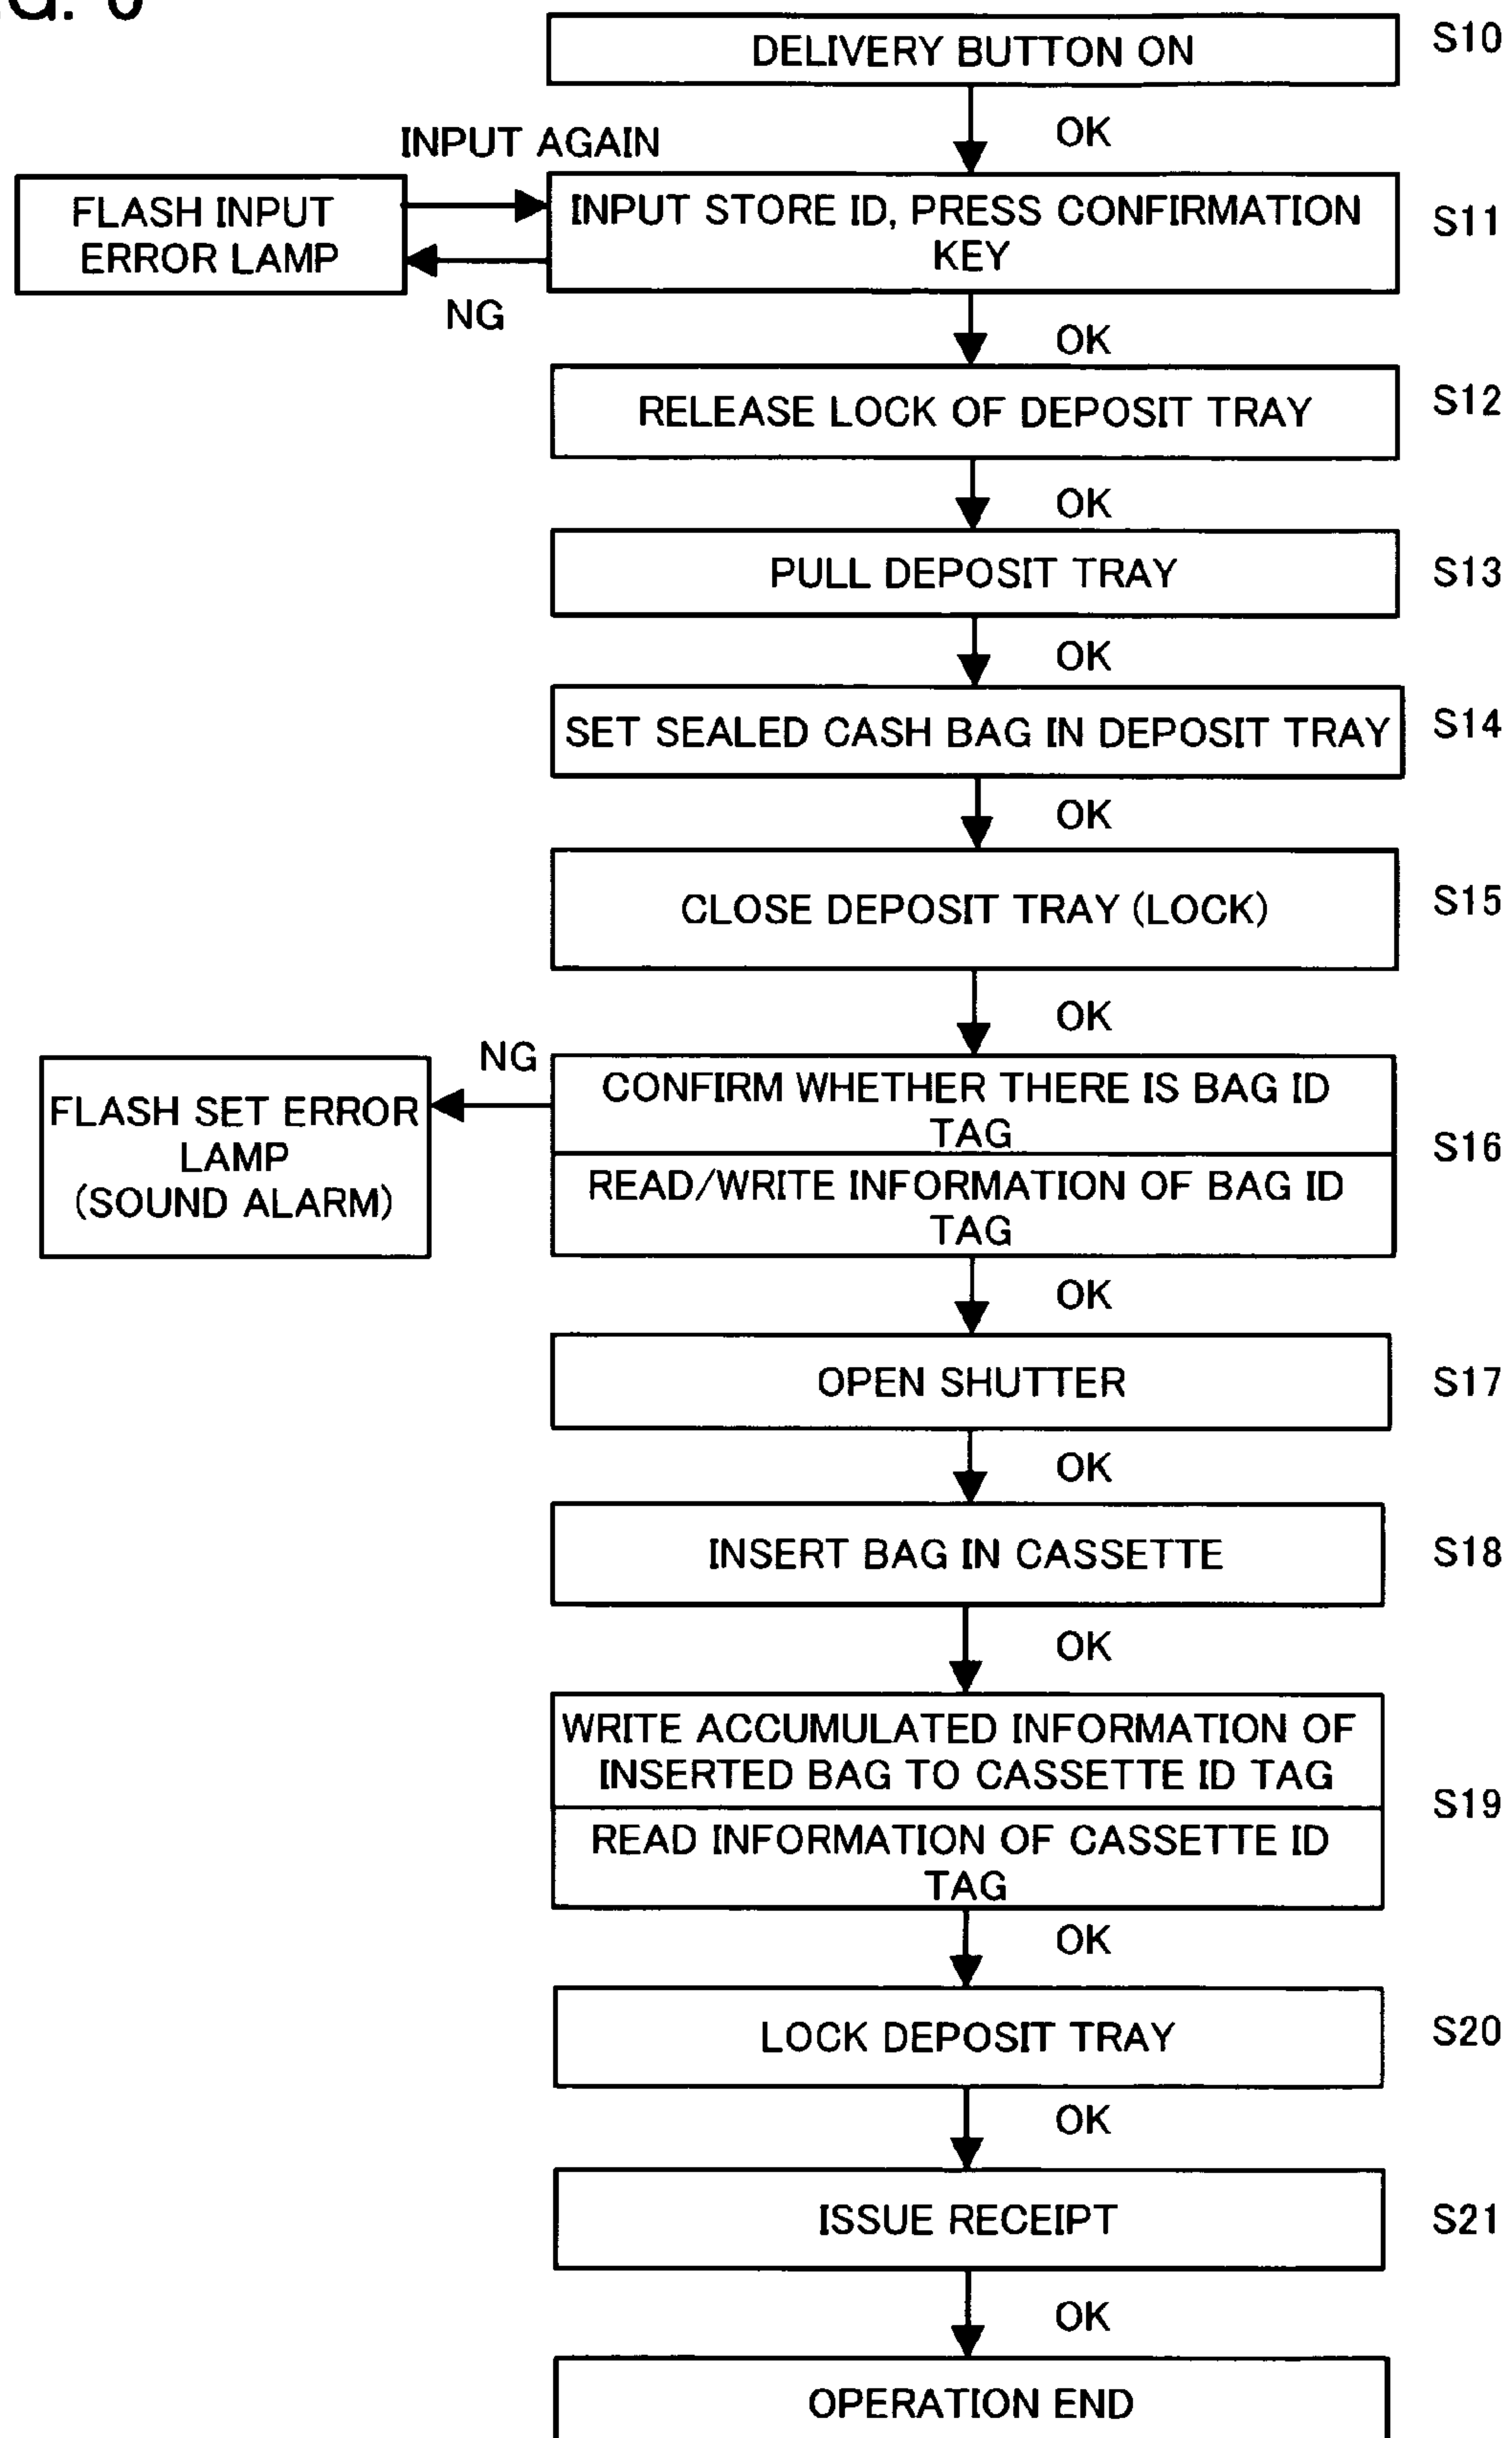 DELIVERY BUTTON ON
S10
OK
INPUT AGAIN
FLASH INPUT
ERROR LAMP
NG
INPUT STORE ID, PRESS CONFIRMATION
KEY
S11
OK
RELEASE LOCK OF DEPOSIT TRAY
S12
OK
PULL DEPOSIT TRAY
S13
OK
SET SEALED CASH BAG IN DEPOSIT TRAY
S14
OK
CLOSE DEPOSIT TRAY (LOCK)
S15
OK
NG
FLASH SET ERROR
LAMP
(SOUND ALARM)
CONFIRM WHETHER THERE IS BAG ID
TAG
READ/WRITE INFORMATION OF BAG ID
TAG
S16
OK
OPEN SHUTTER
S17
OK
INSERT BAG IN CASSETTE
S18
OK
WRITE ACCUMULATED INFORMATION OF
INSERTED BAG TO CASSETTE ID TAG
READ INFORMATION OF CASSETTE ID
TAG
S19
OK
LOCK DEPOSIT TRAY
S20
OK
ISSUE RECEIPT
S21
OK
OPERATION END